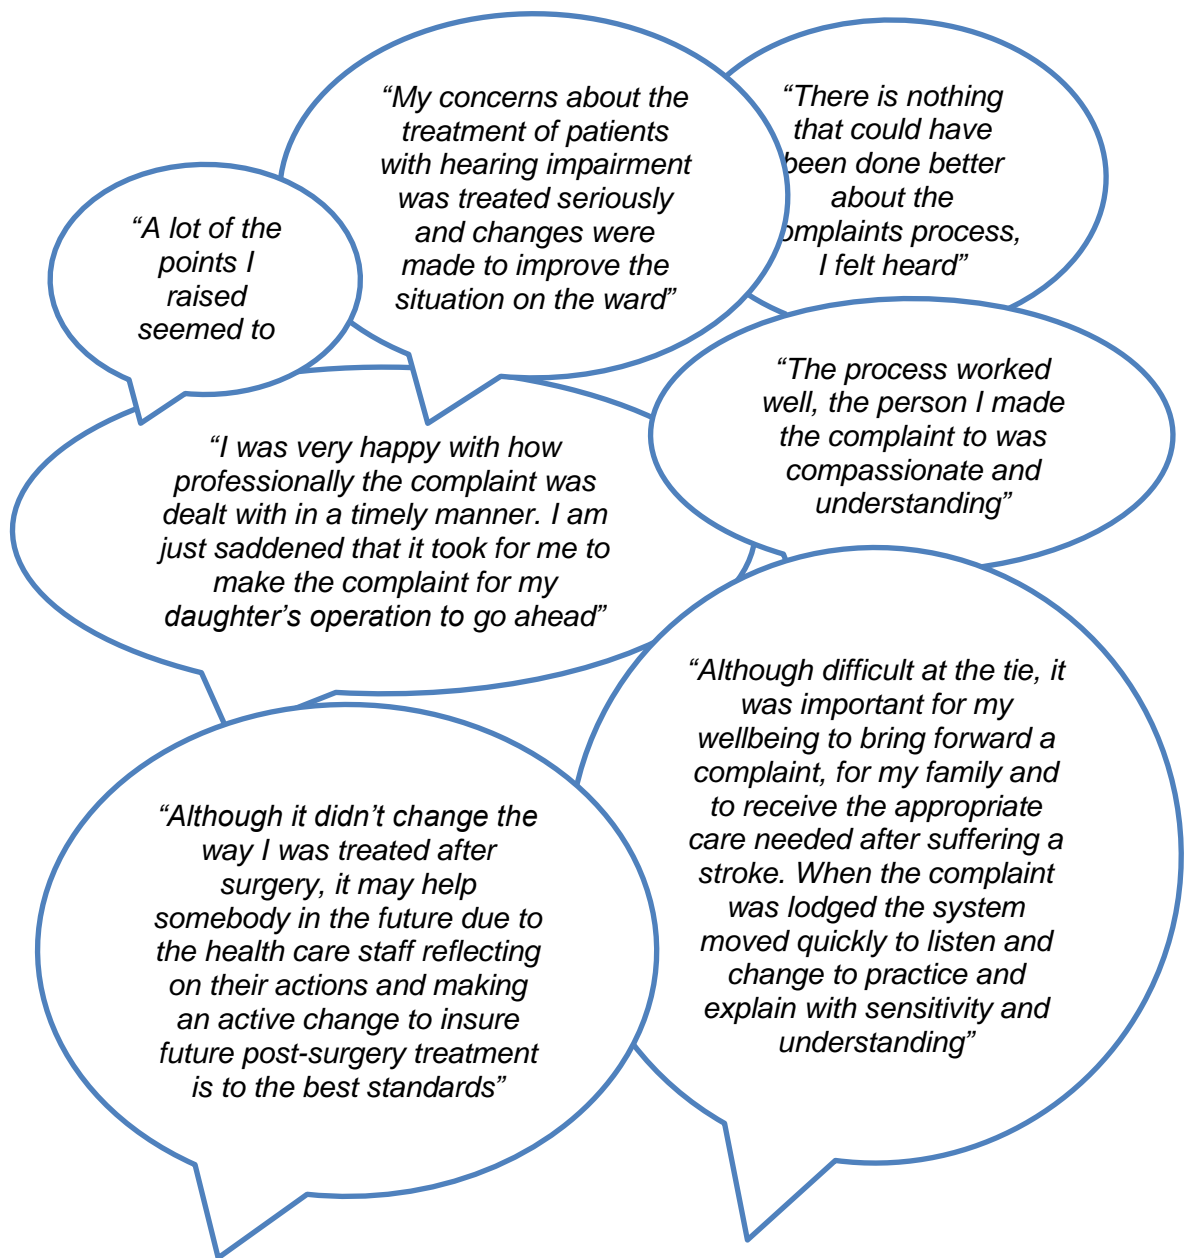 “My concerns about the
treatment of patients
with hearing impairment
was treated seriously
and changes were
made to improve the
situation on the ward”
“There is nothing
that could have
been done better
about the
omplaints process,
I felt heard”
“A lot of the
points I
raised
seemed to
“The process worked
well, the person I made
the complaint to was
compassionate and
understanding”
“I was very happy with how
professionally the complaint was
dealt with in a timely manner. I am
just saddened that it took for me to
make the complaint for my
daughter’s operation to go ahead”
“Although difficult at the tie, it
was important for my
wellbeing to bring forward a
complaint, for my family and
to receive the appropriate
care needed after suffering a
stroke. When the complaint
was lodged the system
moved quickly to listen and
change to practice and
explain with sensitivity and
understanding”
“Although it didn’t change the
way I was treated after
surgery, it may help
somebody in the future due to
the health care staff reflecting
on their actions and making
an active change to insure
future post-surgery treatment
is to the best standards”